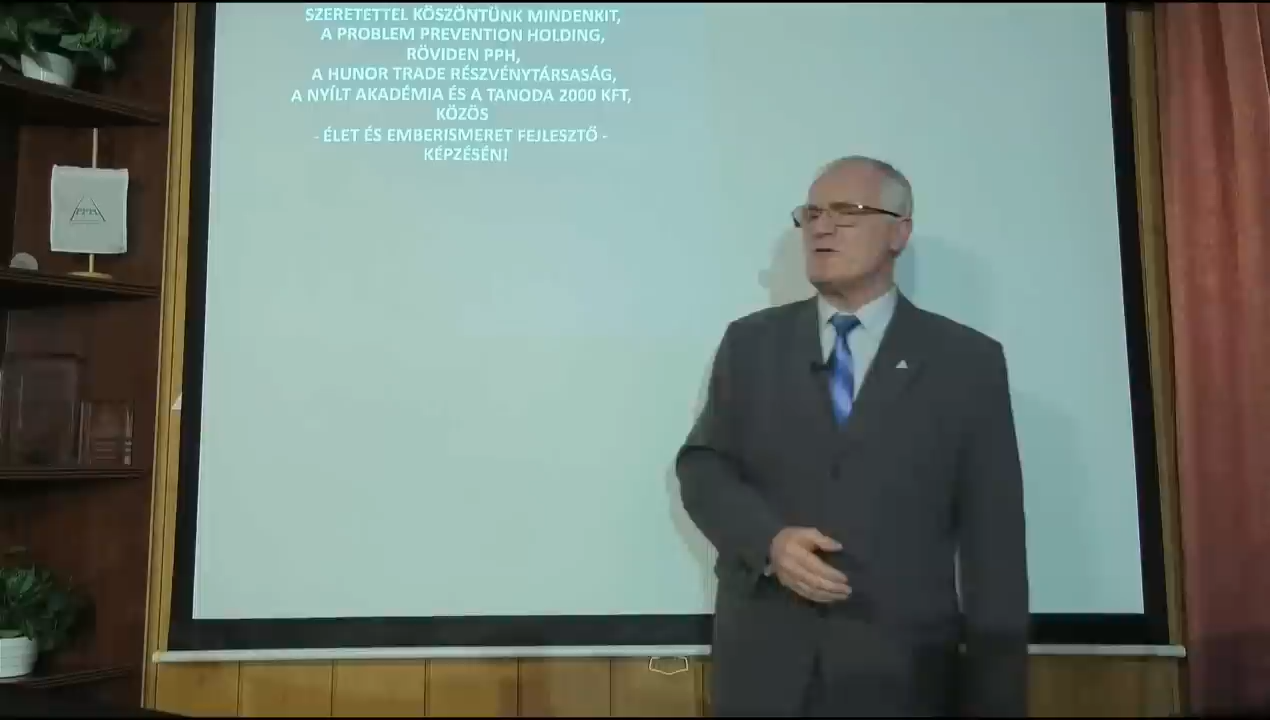 SZERETETTEL KÖSZÖNTÜNK MINDENKIT,
A PROBLEM PREVENTION HOLDING,
RÖVIDEN PPH,
A HUNOR TRADE RÉSZVÉNYTÁRSASÁG,
A NYÍLT AKADÉMIA ÉS A TANODA 2000 KFT,
KÖZÖS
- ÉLET ÉS EMBERISMERET FEJLESZTŐ -
KÉPZÉSÉN!
PPH